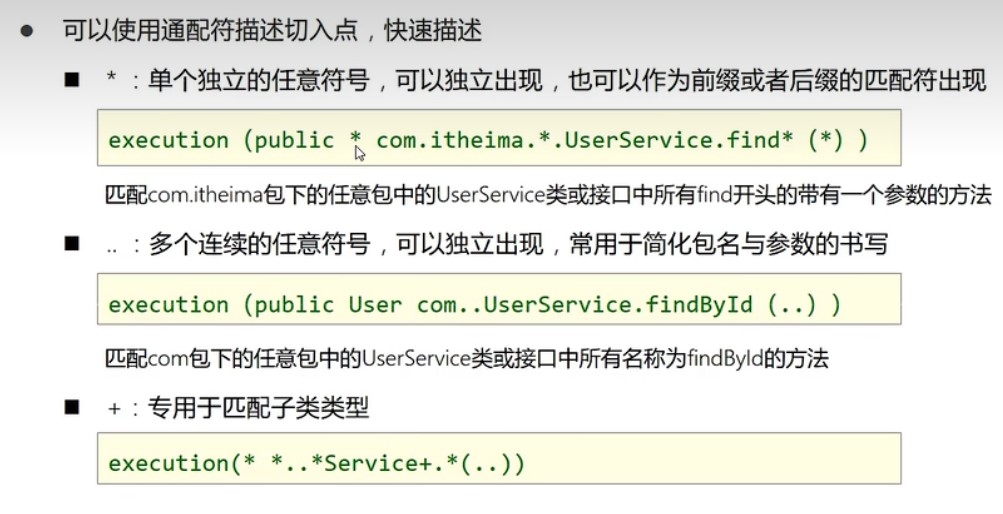 ● 可以使用通配符描述切入点，快速描述
■ * ：单个独立的任意符号，可以独立出现，也可以作为前缀或者后缀的匹配符出现
execution (public * com.itheima.*.UserService.find* (*) )
匹配com.itheima包下的任意包中的UserService类或接口中所有find开头的带有一个参数的方法
■ .. ：多个连续的任意符号，可以独立出现，常用于简化包名与参数的书写
execution (public User com..UserService.findById (..) )
匹配com包下的任意包中的UserService类或接口中所有名称为findById的方法
■ + ：专用于匹配子类类型
execution(* *..*Service+.*(..))